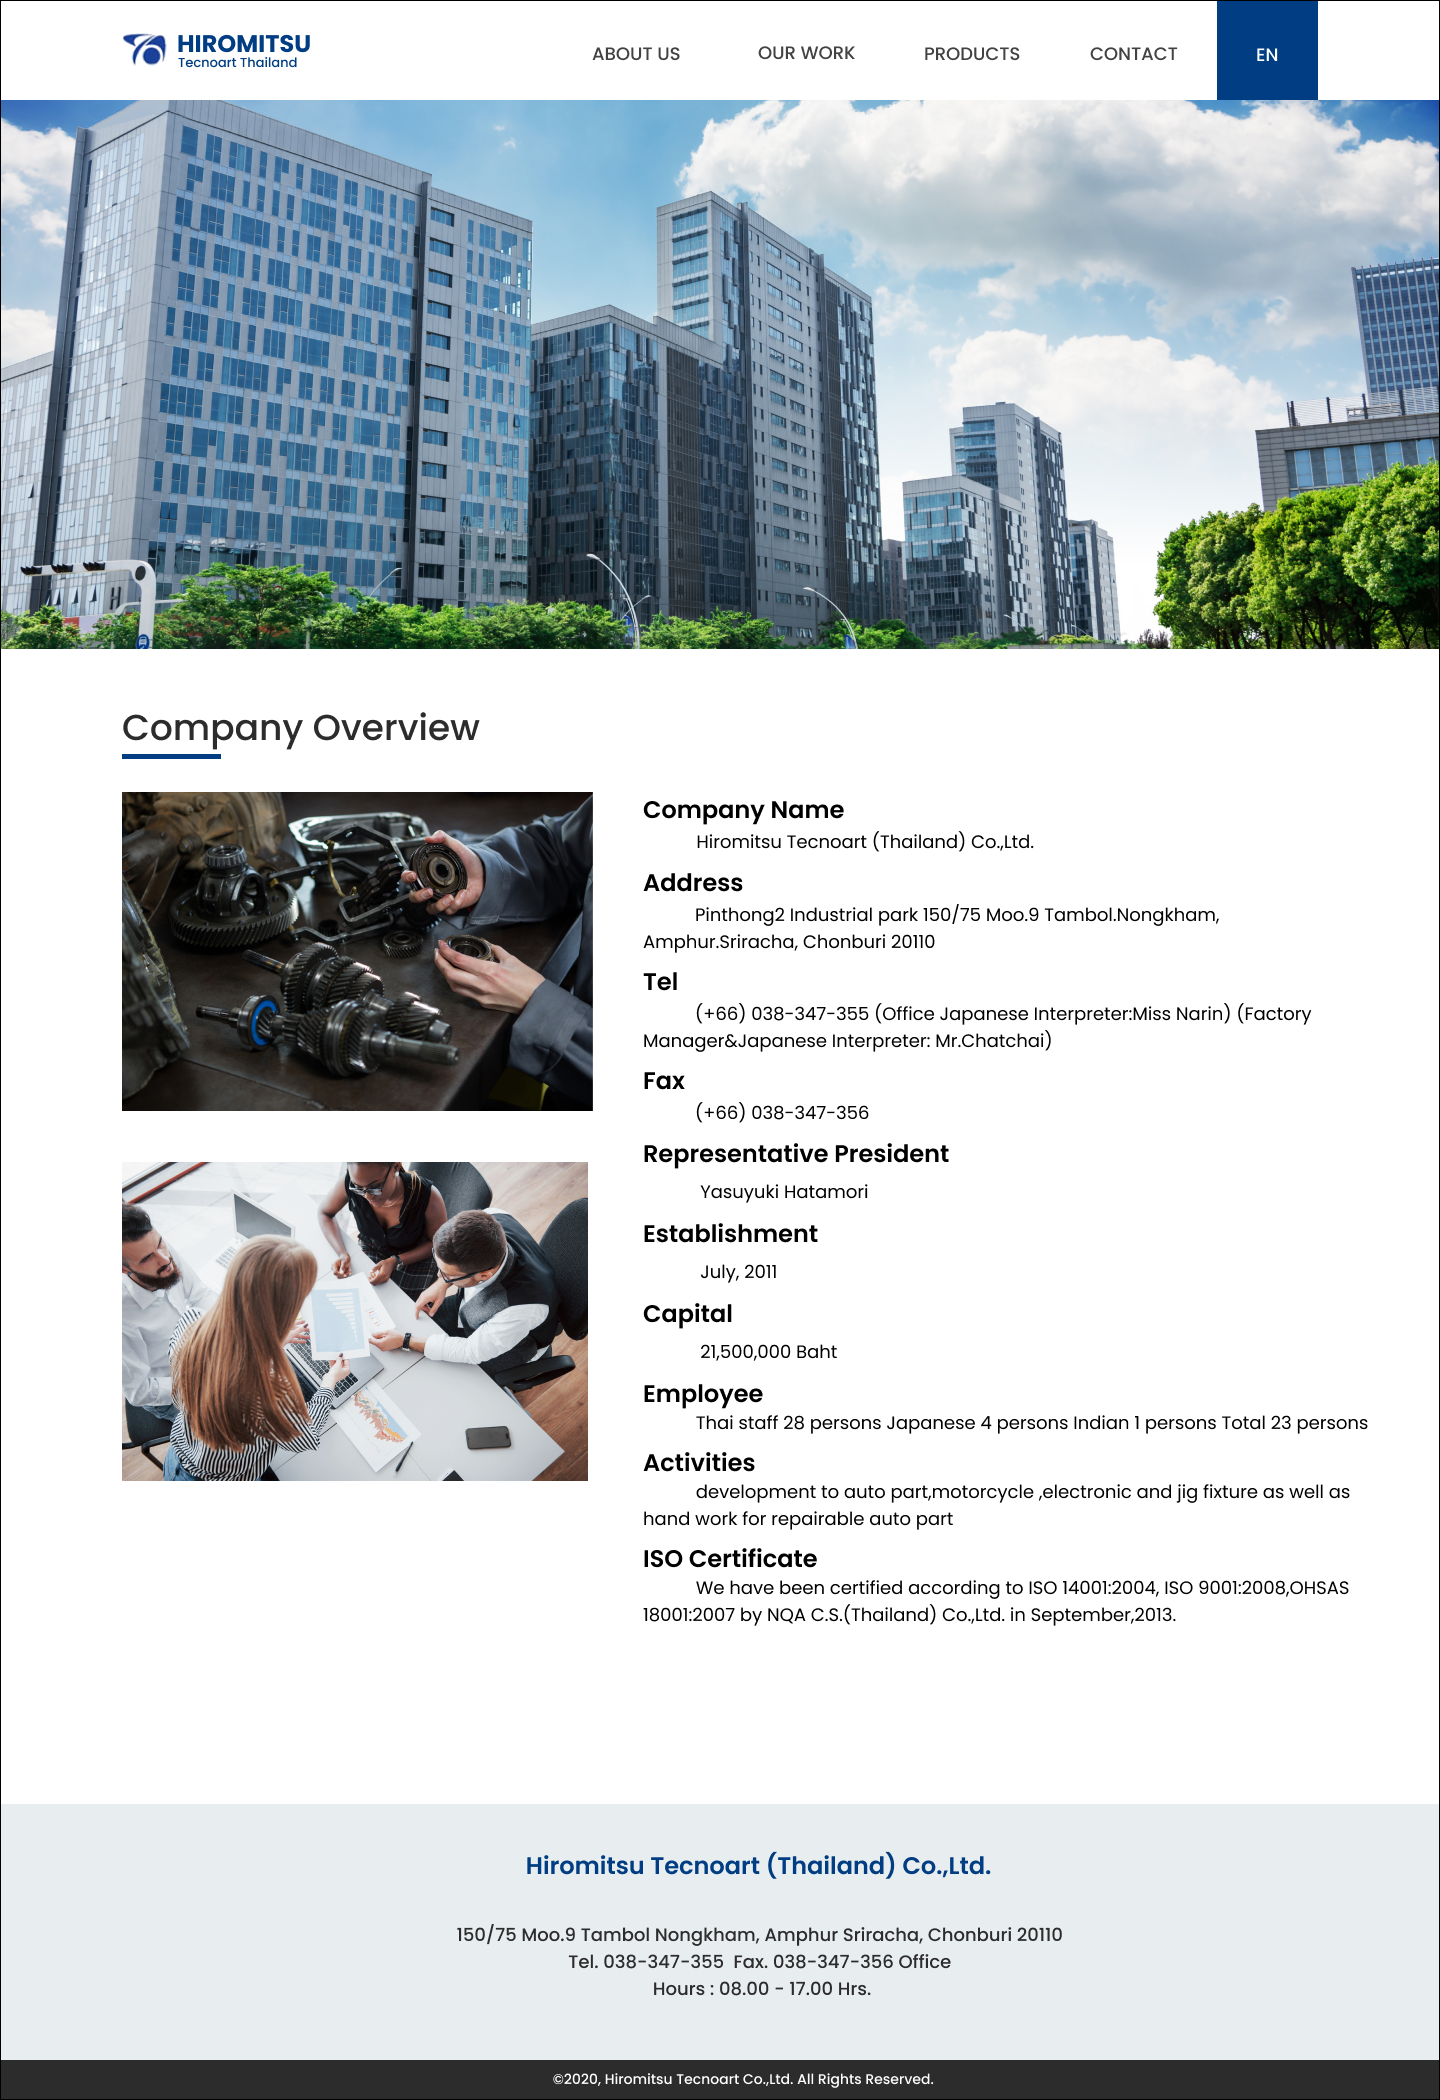 HIROMITSU
Tecnoart Thailand
ABOUT US
OUR WORK
PRODUCTS
CONTACT
EN
Company Overview
Company Name
Hiromitsu Tecnoart (Thailand) Co.,Ltd.
Address
Pinthong2 Industrial park 150/75 Moo.9 Tambol.Nongkham,
Amphur.Sriracha, Chonburi 20110
Tel
(+66) 038-347-355 (Office Japanese Interpreter:Miss Narin) (Factory
Manager&Japanese Interpreter: Mr.Chatchai)
Fax
(+66) 038-347-356
Representative President
Yasuyuki Hatamori
Establishment
July, 2011
Capital
21,500,000 Baht
Employee
Thai staff 28 persons Japanese 4 persons Indian 1 persons Total 23 persons
Activities
development to auto part,motorcycle ,electronic and jig fixture as well as
hand work for repairable auto part
ISO Certificate
We have been certified according to ISO 14001:2004, ISO 9001:2008,OHSAS
18001:2007 by NQA C.S.(Thailand) Co.,Ltd. in September,2013.
Hiromitsu Tecnoart (Thailand) Co.,Ltd.
150/75 Moo.9 Tambol Nongkham, Amphur Sriracha, Chonburi 20110
Tel. 038-347-355  Fax. 038-347-356 Office
Hours : 08.00 - 17.00 Hrs.
©2020, Hiromitsu Tecnoart Co.,Ltd. All Rights Reserved.